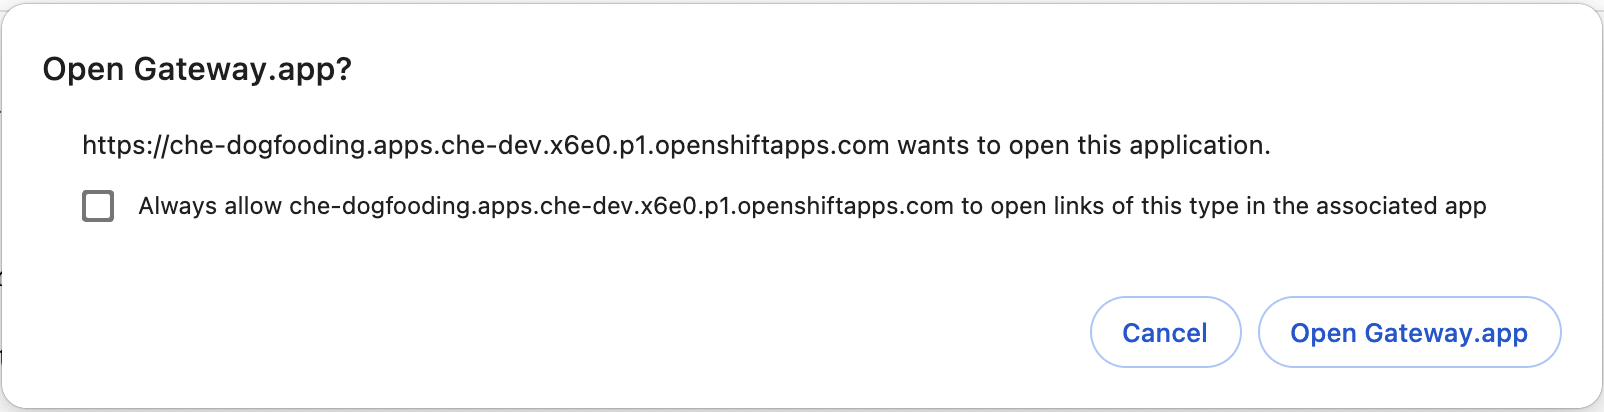 Open Gateway.app?
https://che-dogfooding.apps.che-dev.x6e0.p1.openshiftapps.com wants to open this application.
Always allow che-dogfooding.apps.che-dev.x6e0.p1.openshiftapps.com to open links of this type in the associated app
Cancel
Open Gateway.app